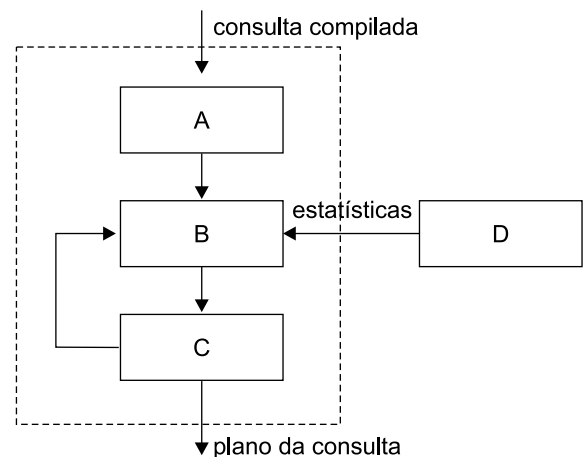 consulta compilada
A
estatísticas
B
D
C
plano da consulta